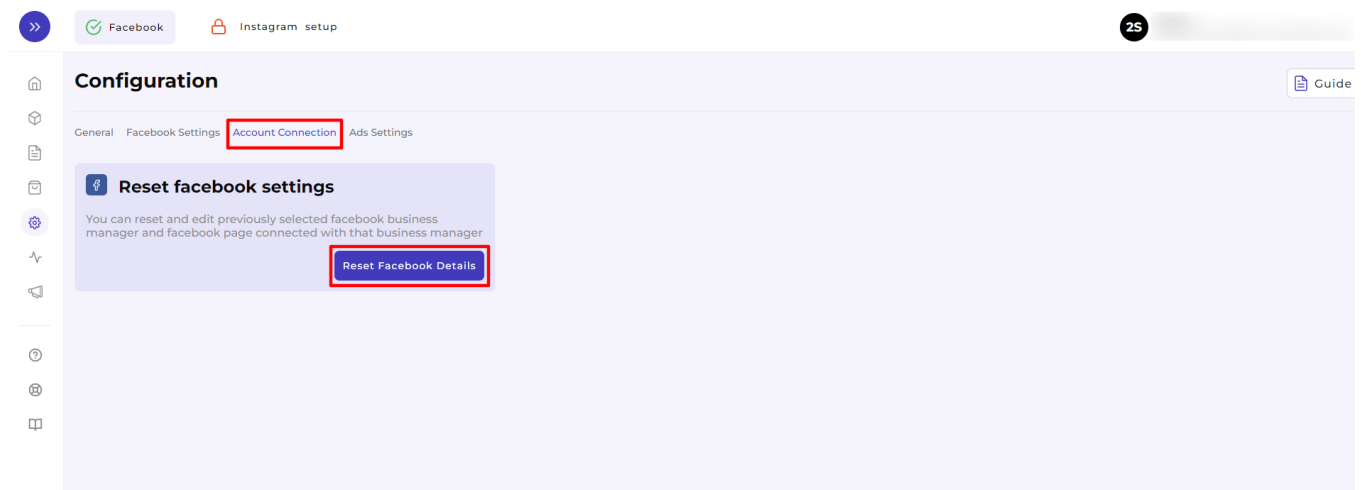 Facebook
Instagram setup
2S
Configuration
Guide
General Facebook Settings Account Connection Ads Settings
Reset facebook settings
You can reset and edit previously selected facebook business
manager and facebook page connected with that business manager
Reset Facebook Details